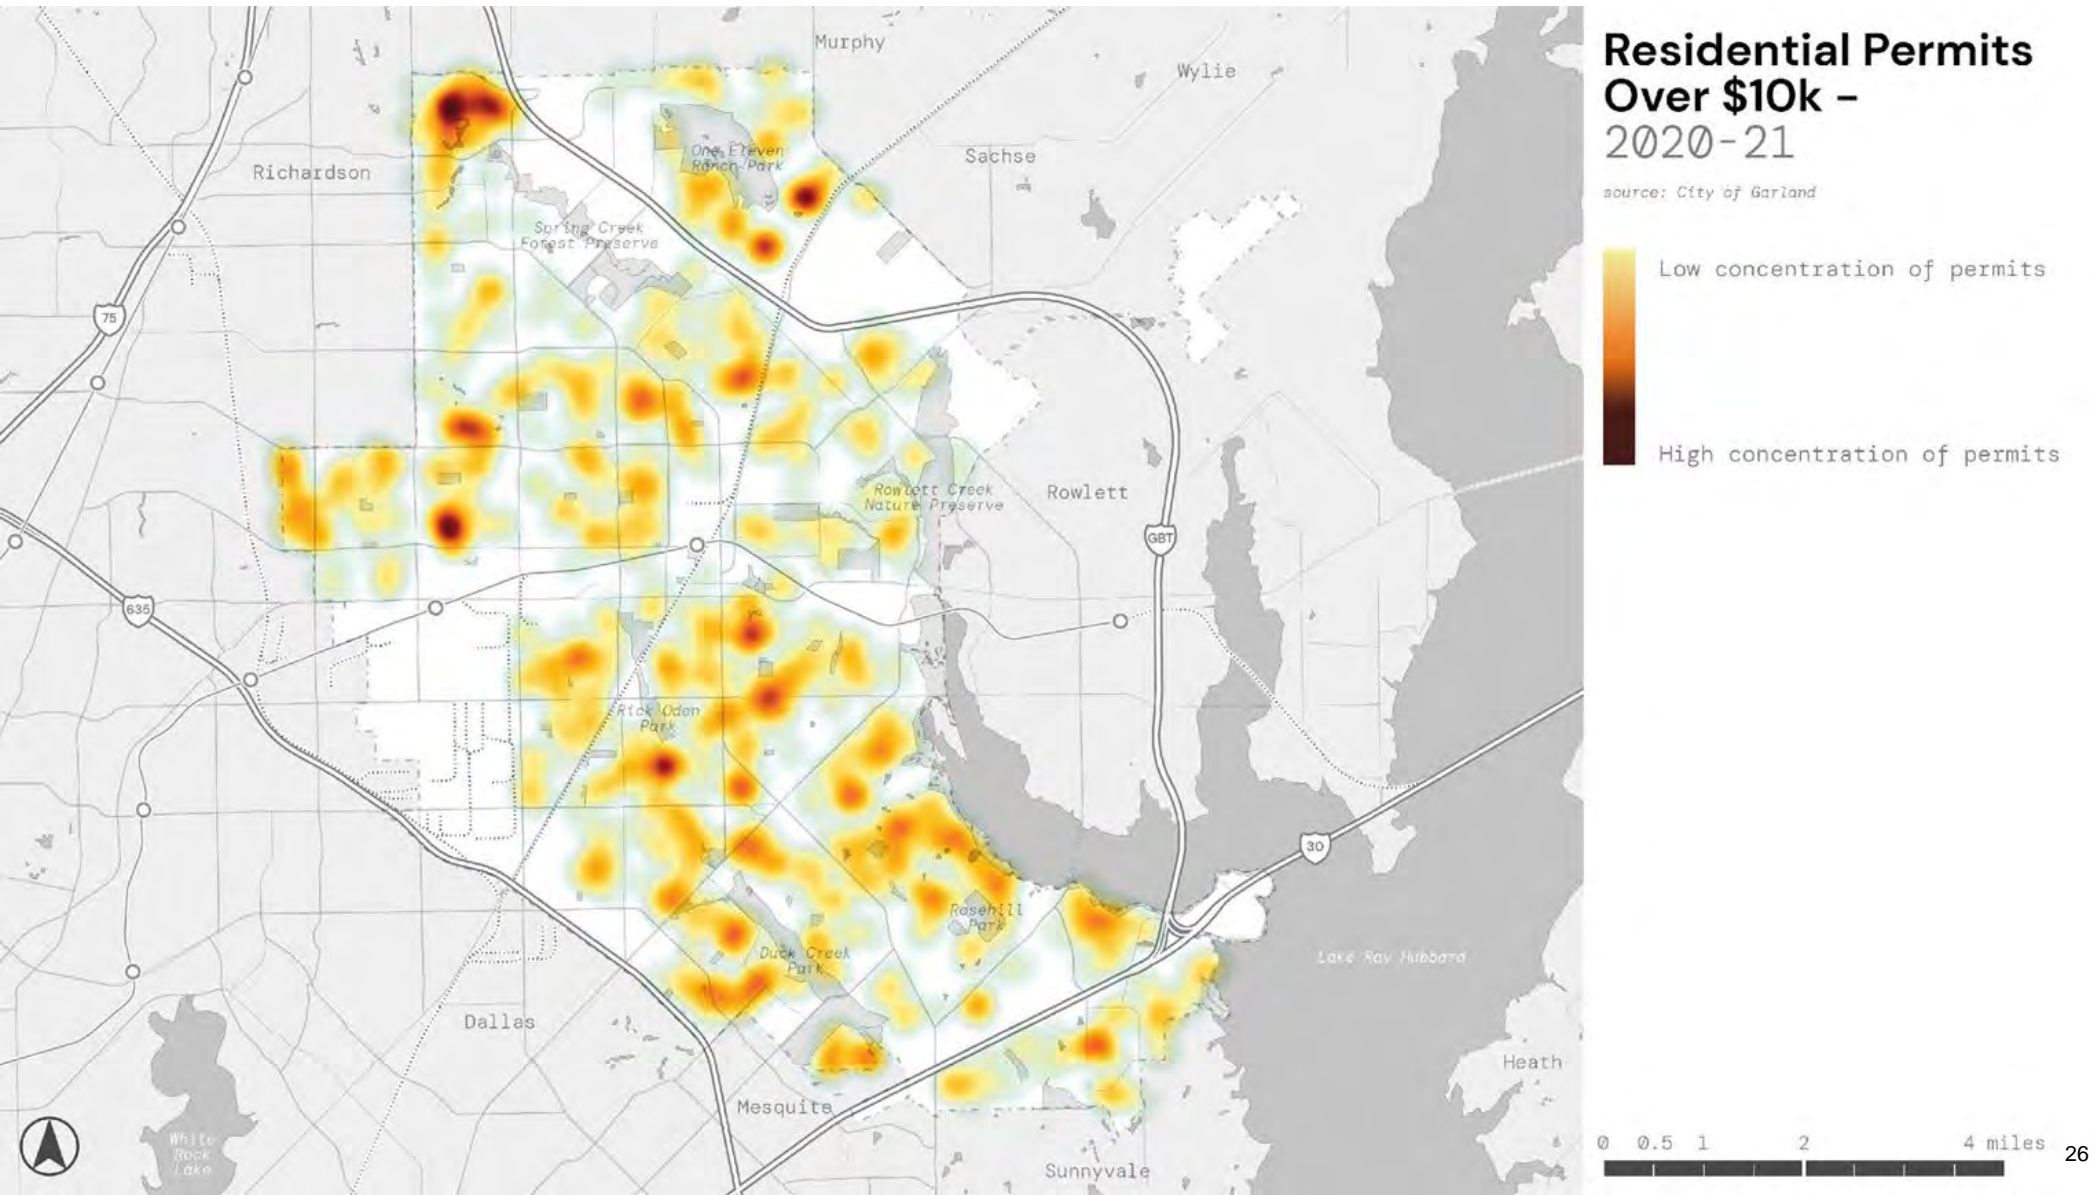 Residential Permits
Over $10k –
2020-21
source: City of Garland
Low concentration of permits
High concentration of permits
Murphy
Wylie
Richardson
One Eleven
Ranch Park
Sachse
Spring Creek
Forest Preserve
75
Rowlett Creek
Nature Preserve
Rowlett
GBT
635
Rick Oden
Park
30
Rosehill
Park
Duck Creek
Park
Lake Ray Hubbard
Dallas
Heath
Mesquite
White
Rock
Lake
Sunnyvale
0 0.5 1 2 4 miles
26